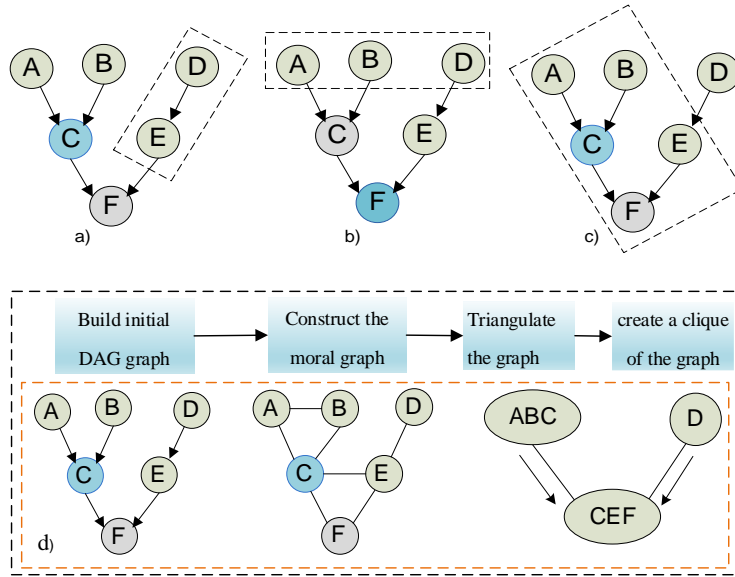 A B D
C E
F
a)
A B D
C E
F
b)
A B D
C E
F
c)
Build initial
DAG graph
Construct the
moral graph
Triangulate
the graph
create a clique
of the graph
A B D
C E
F
d)
A B D
C E
F
ABC D
CEF